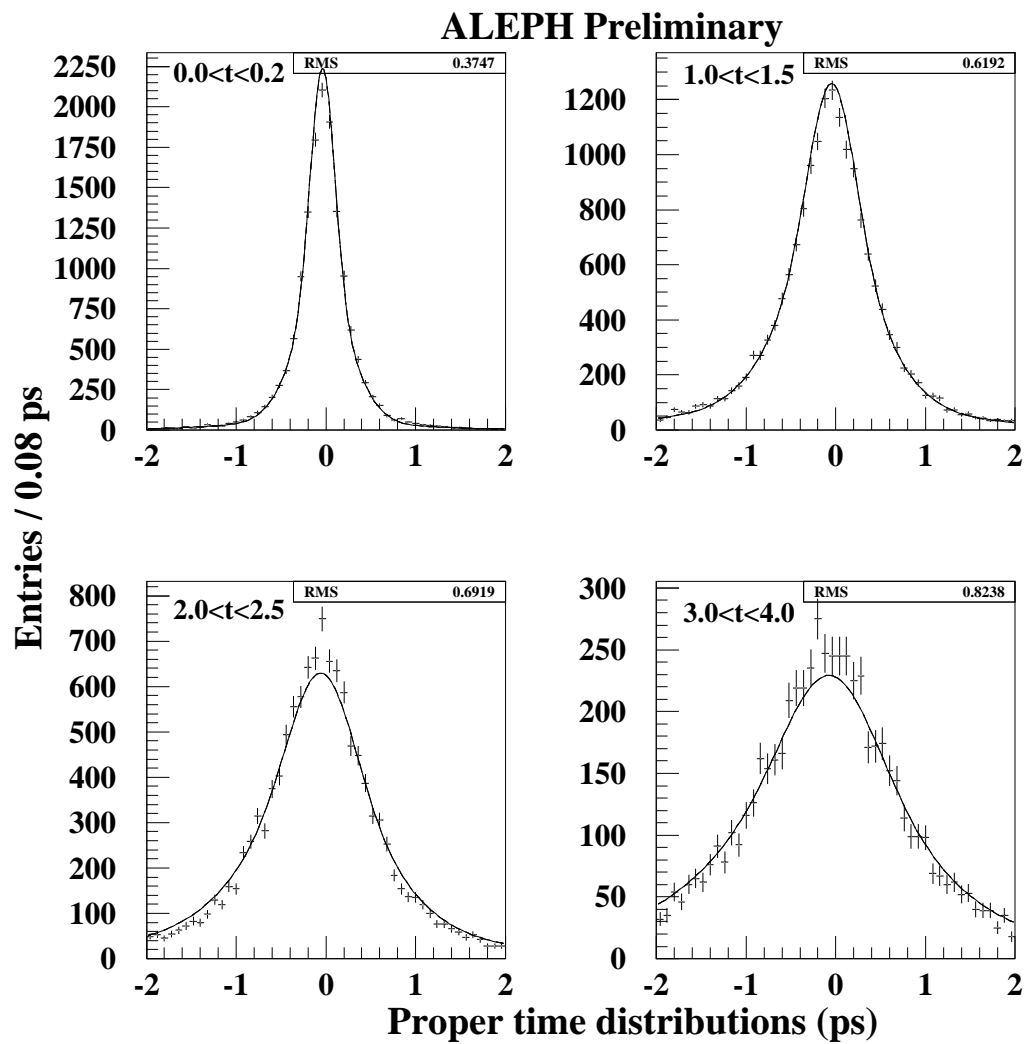 ALEPH Preliminary
Entries / 0.08 ps
0.0<t<0.2
RMS 0.3747
2250
2000
1750
1500
1250
1000
750
500
250
0
-2 -1 0 1 2
1.0<t<1.5
RMS 0.6192
1200
1000
800
600
400
200
0
-2 -1 0 1 2
2.0<t<2.5
RMS 0.6919
800
700
600
500
400
300
200
100
0
-2 -1 0 1 2
3.0<t<4.0
RMS 0.8238
300
250
200
150
100
50
0
-2 -1 0 1 2
Proper time distributions (ps)